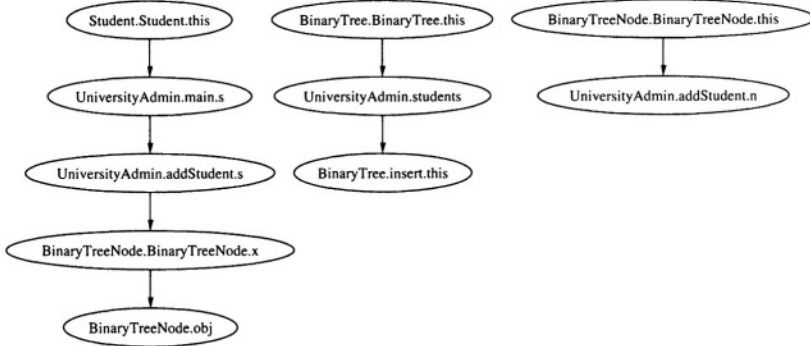 Student.Student.this
BinaryTree.BinaryTree.this
BinaryTreeNode.BinaryTreeNode.this
UniversityAdmin.main.s
UniversityAdmin.students
UniversityAdmin.addStudent.n
UniversityAdmin.addStudent.s
BinaryTree.insert.this
BinaryTreeNode.BinaryTreeNode.x
BinaryTreeNode.obj